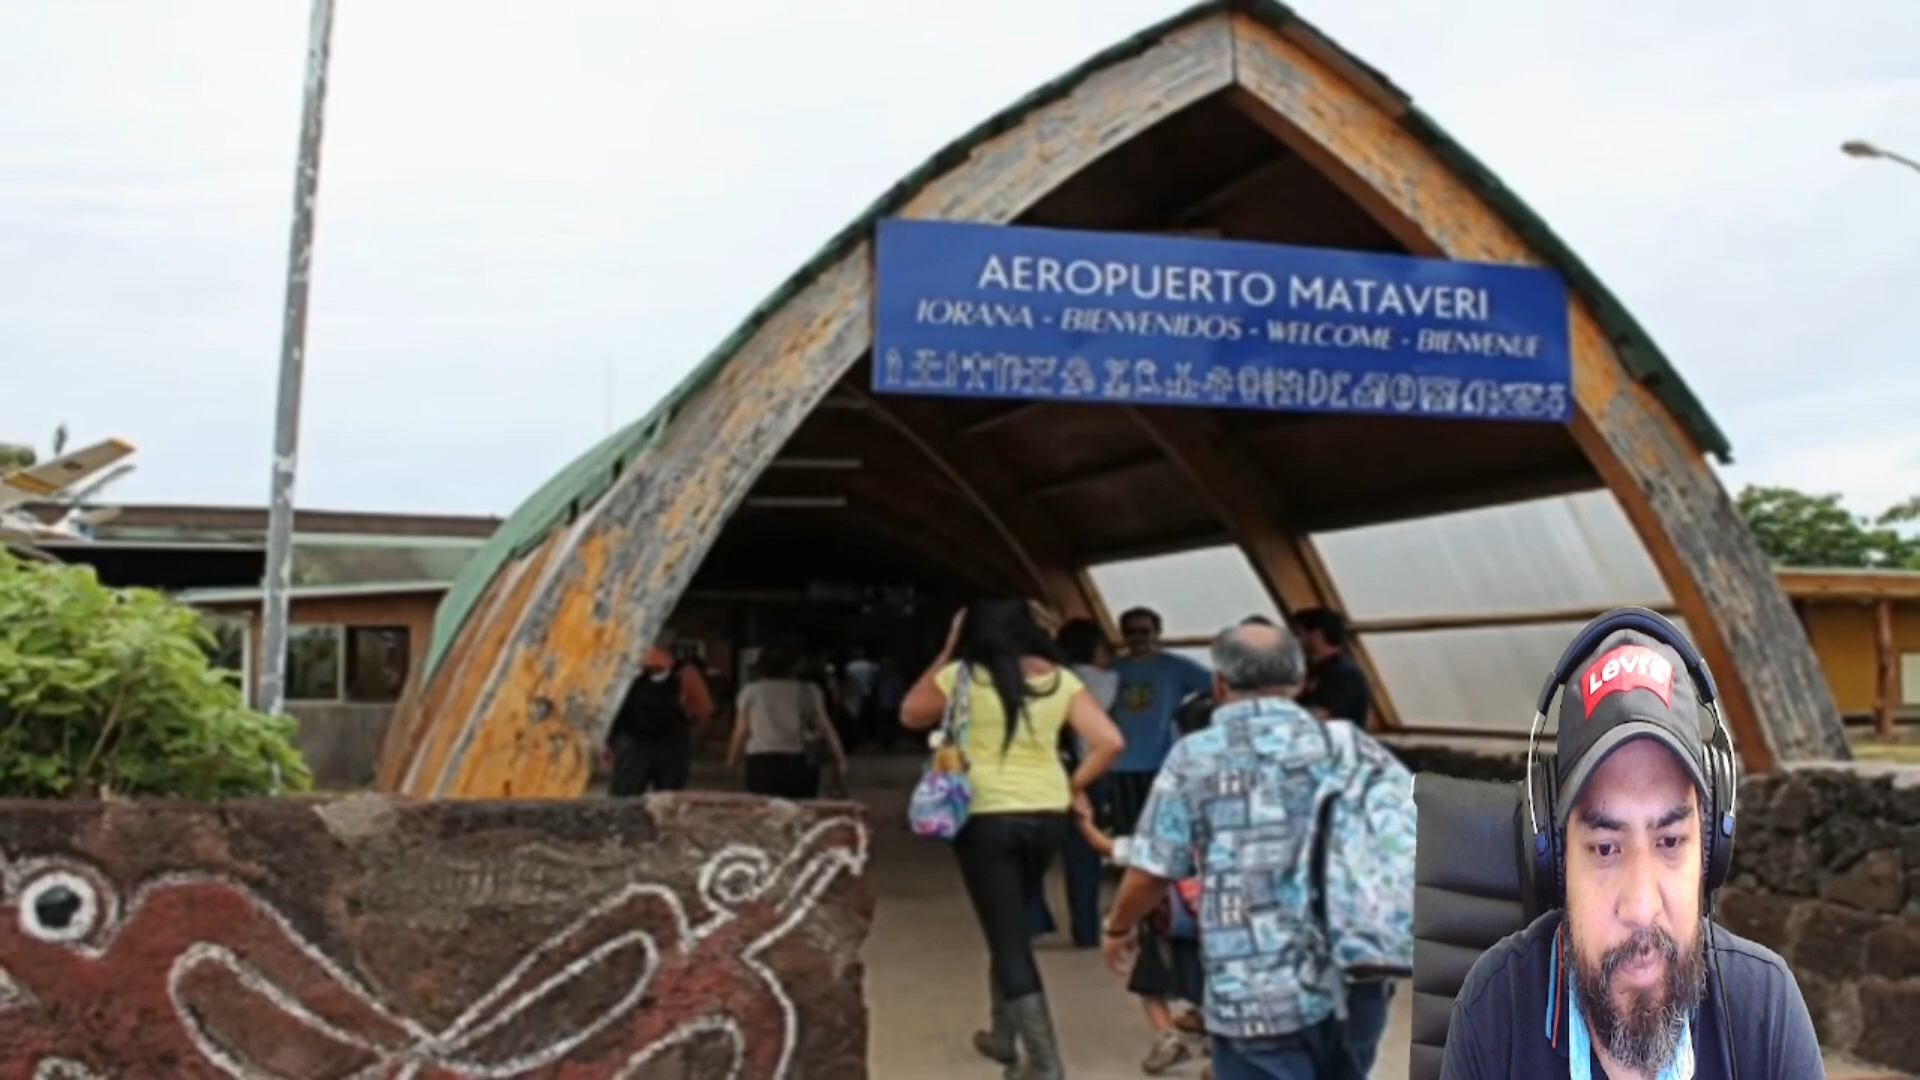 AEROPUERTO MATAVERI
IORANA - BIENVENIDOS - WELCOME - BIENVENUE
Levi's